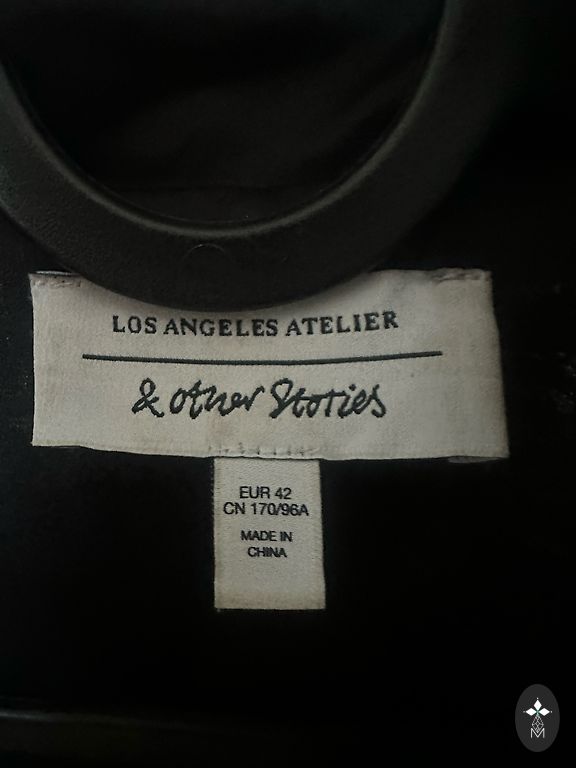 LOS ANGELES ATELIER
& Other Stories
EUR 42
CN 170/96A
MADE IN
CHINA
M